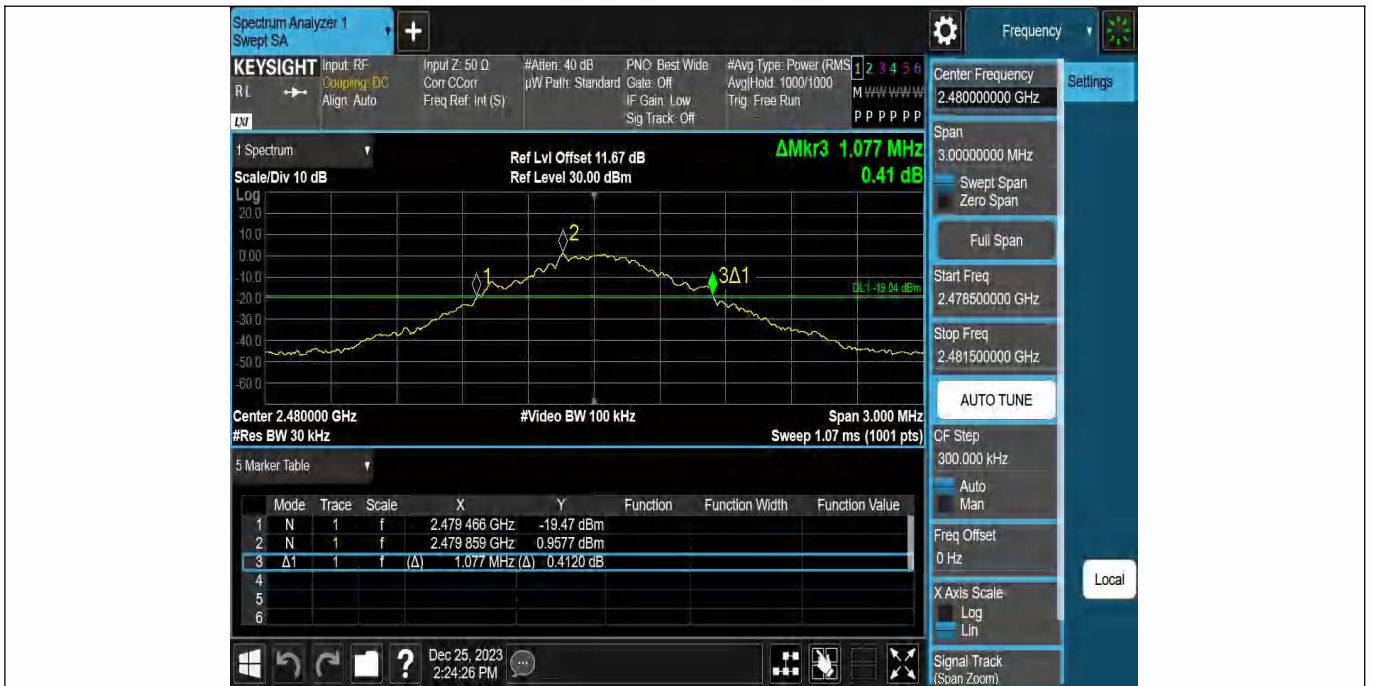 Spectrum Analyzer 1
Swept SA
+
Frequency
KEYSIGHT
RL
LXI
Input: RF
Coupling: DC
Align: Auto
Input Z: 50 Ω
Corr CCorr
Freq Ref: Int (S)
#Atten: 40 dB
µW Path: Standard
PNO: Best Wide
Gate: Off
IF Gain: Low
Sig Track: Off
#Avg Type: Power (RMS
Avg|Hold: 1000/1000
Trig: Free Run
1 2 3 4 5 6
M W W W W W
P P P P P P
1 Spectrum
Scale/Div 10 dB
Ref Lvl Offset 11.67 dB
Ref Level 30.00 dBm
ΔMkr3 1.077 MHz
0.41 dB
Log
20.0
10.0
0.00
-10.0
-20.0
-30.0
-40.0
-50.0
-60.0
1
2
3Δ1
DL1 -19.04 dBm
Center 2.480000 GHz
#Res BW 30 kHz
#Video BW 100 kHz
Span 3.000 MHz
Sweep 1.07 ms (1001 pts)
5 Marker Table
Mode Trace Scale X Y Function Function Width Function Value
1 N 1 f 2.479 466 GHz -19.47 dBm
2 N 1 f 2.479 859 GHz 0.9577 dBm
3 Δ1 1 f (Δ) 1.077 MHz (Δ) 0.4120 dB
4
5
6
?
Dec 25, 2023
2:24:26 PM
Center Frequency
2.480000000 GHz
Settings
Span
3.00000000 MHz
Swept Span
Zero Span
Full Span
Start Freq
2.478500000 GHz
Stop Freq
2.481500000 GHz
AUTO TUNE
CF Step
300.000 kHz
Auto
Man
Freq Offset
0 Hz
X Axis Scale
Log
Lin
Local
Signal Track
(Span Zoom)